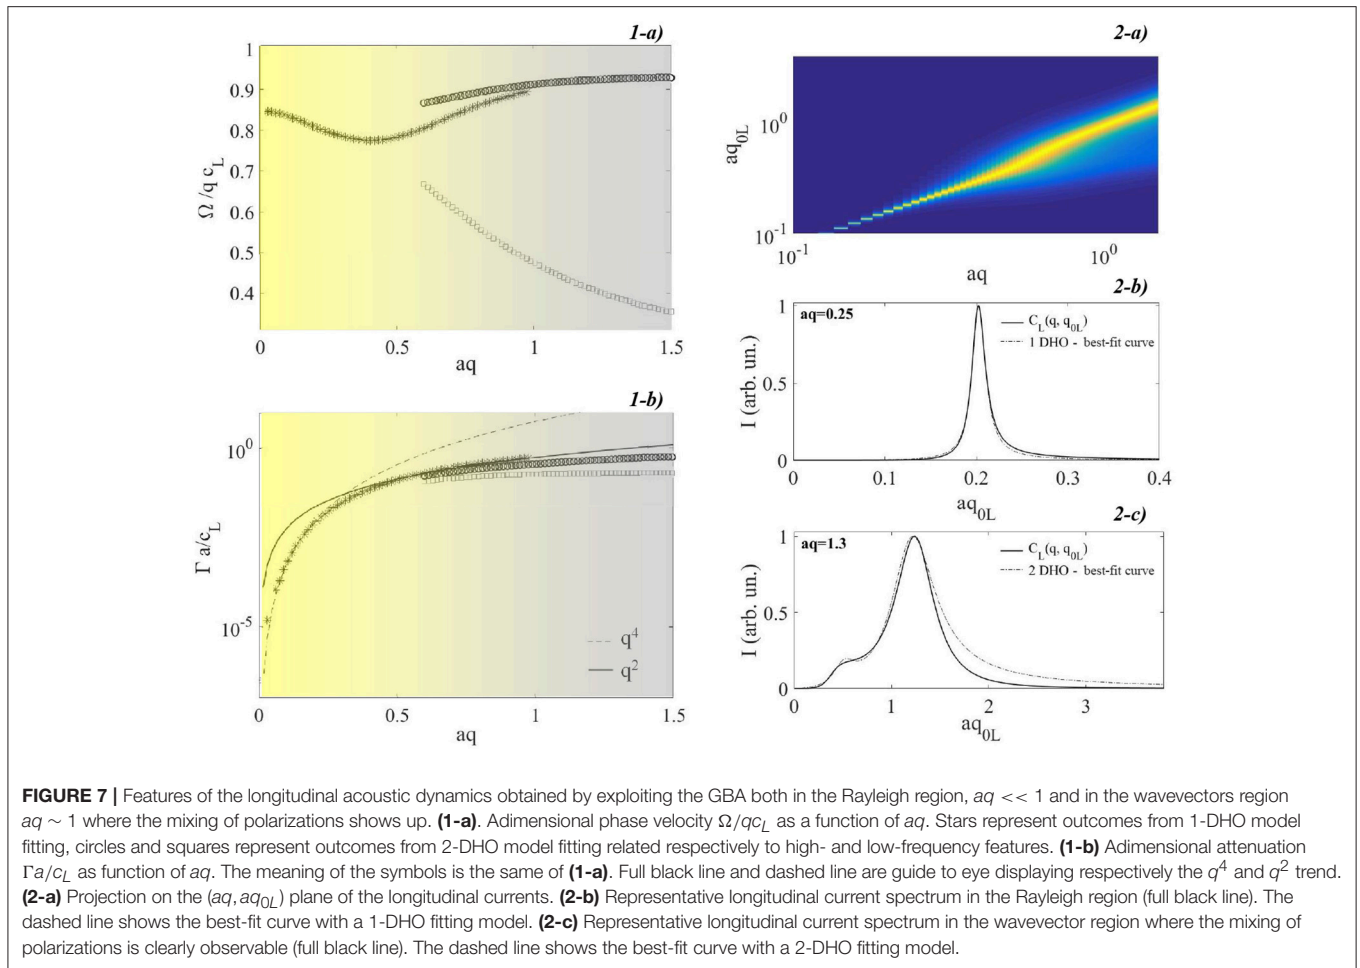 1-a)
1
0.9
0.8
0.7
0.6
0.5
0.4
Ω /q c_L
0
0.5
1
1.5
aq
1-b)
10^0
10^-5
Γ a/c_L
q^4
q^2
0
0.5
1
1.5
aq
2-a)
10^0
10^-1
aq_0L
10^-1
10^0
aq
2-b)
aq=0.25
C_L(q, q_0L)
1 DHO - best-fit curve
1
0.5
0
I (arb. un.)
0
0.1
0.2
0.3
0.4
aq_0L
2-c)
aq=1.3
C_L(q, q_0L)
2 DHO - best-fit curve
1
0.5
0
I (arb. un.)
0
1
2
3
aq_0L
FIGURE 7 | Features of the longitudinal acoustic dynamics obtained by exploiting the GBA both in the Rayleigh region, aq << 1 and in the wavevectors region
aq ∼ 1 where the mixing of polarizations shows up. (1-a). Adimensional phase velocity Ω/qc_L as a function of aq. Stars represent outcomes from 1-DHO model
fitting, circles and squares represent outcomes from 2-DHO model fitting related respectively to high- and low-frequency features. (1-b) Adimensional attenuation
Γa/c_L as function of aq. The meaning of the symbols is the same of (1-a). Full black line and dashed line are guide to eye displaying respectively the q^4 and q^2 trend.
(2-a) Projection on the (aq, aq_0L) plane of the longitudinal currents. (2-b) Representative longitudinal current spectrum in the Rayleigh region (full black line). The
dashed line shows the best-fit curve with a 1-DHO fitting model. (2-c) Representative longitudinal current spectrum in the wavevector region where the mixing of
polarizations is clearly observable (full black line). The dashed line shows the best-fit curve with a 2-DHO fitting model.